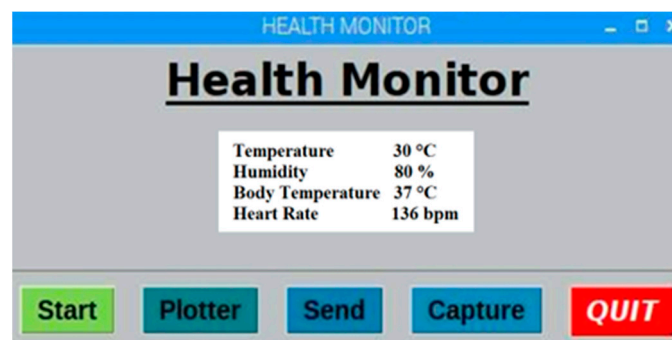 HEALTH MONITOR
Health Monitor
Temperature 30 °C
Humidity 80 %
Body Temperature 37 °C
Heart Rate 136 bpm
Start Plotter Send Capture QUIT